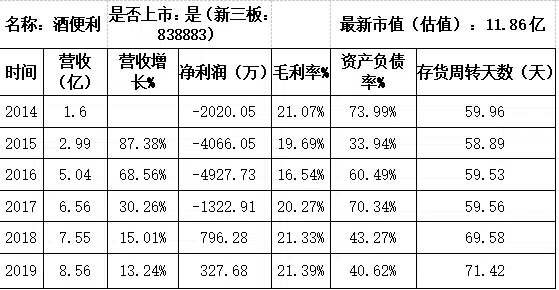 名称：酒便利 是否上市：是（新三板：838883） 最新市值（估值）：11.86亿
时间 营收（亿） 营收增长% 净利润（万） 毛利率% 资产负债率% 存货周转天数（天）
2014 1.6 -2020.05 21.07% 73.99% 59.96
2015 2.99 87.38% -4066.05 19.69% 33.94% 58.89
2016 5.04 68.56% -4927.73 16.54% 60.49% 59.53
2017 6.56 30.26% -1322.91 20.27% 70.34% 59.56
2018 7.55 15.01% 796.28 21.33% 43.27% 69.58
2019 8.56 13.24% 327.68 21.39% 40.62% 71.42